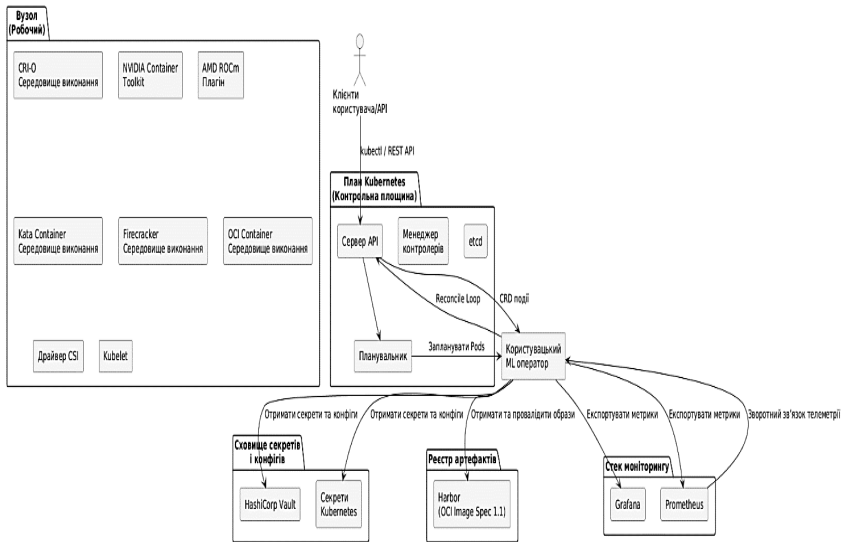 Вузол
(Робочий)
CRI-O
Середовище виконання
NVIDIA Container
Toolkit
AMD ROCm
Плагін
Клієнти
користувача/API
kubectl / REST API
План Kubernetes
(Контрольна площина)
Kata Container
Середовище виконання
Firecracker
Середовище виконання
OCI Container
Середовище виконання
Сервер API
Менеджер
контролерів
etcd
Reconcile Loop
CRD події
Драйвер CSI
Kubelet
Планувальник
Запланувати Pods
Користувацький
ML оператор
Отримати секрети та конфіги
Отримати секрети та конфіги
Отримати та провалідити образи
Експортувати метрики
Експортувати метрики
Зворотний зв'язок телеметрії
Сховище секретів
і конфігів
Реєстр артефактів
Стек моніторингу
HashiCorp Vault
Секрети
Kubernetes
Harbor
(OCI Image Spec 1.1)
Grafana
Prometheus